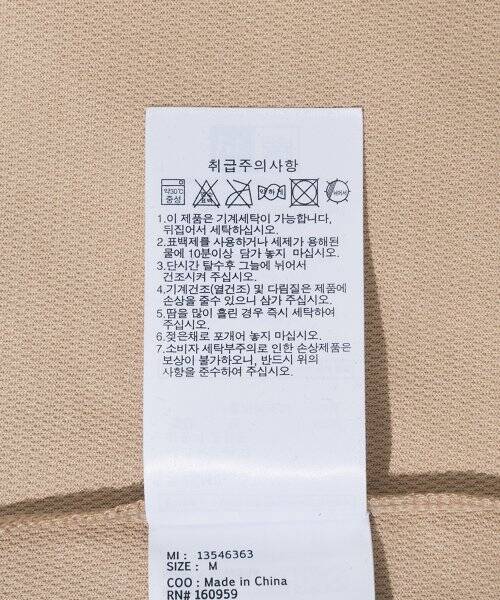 취급주의사항
약30℃
중성
약하게
뉘어서
1.이 제품은 기계세탁이 가능합니다,
뒤집어서 세탁하십시오.
2.표백제를 사용하거나 세제가 용해된
물에 10분이상 담가 놓지 마십시오.
3.단시간 탈수후 그늘에 뉘어서
건조시켜 주십시오.
4.기계건조(열건조) 및 다림질은 제품에
손상을 줄수 있으니 삼가 주십시오.
5.땀을 많이 흘린 경우 즉시 세탁하여
주십시오.
6.젖은채로 포개어 놓지 마십시오.
7.소비자 세탁부주의로 인한 손상제품은
보상이 불가하오니, 반드시 위의
사항을 준수하여 주십시오.
MI : 13546363
SIZE : M
COO : Made in China
RN# 160959